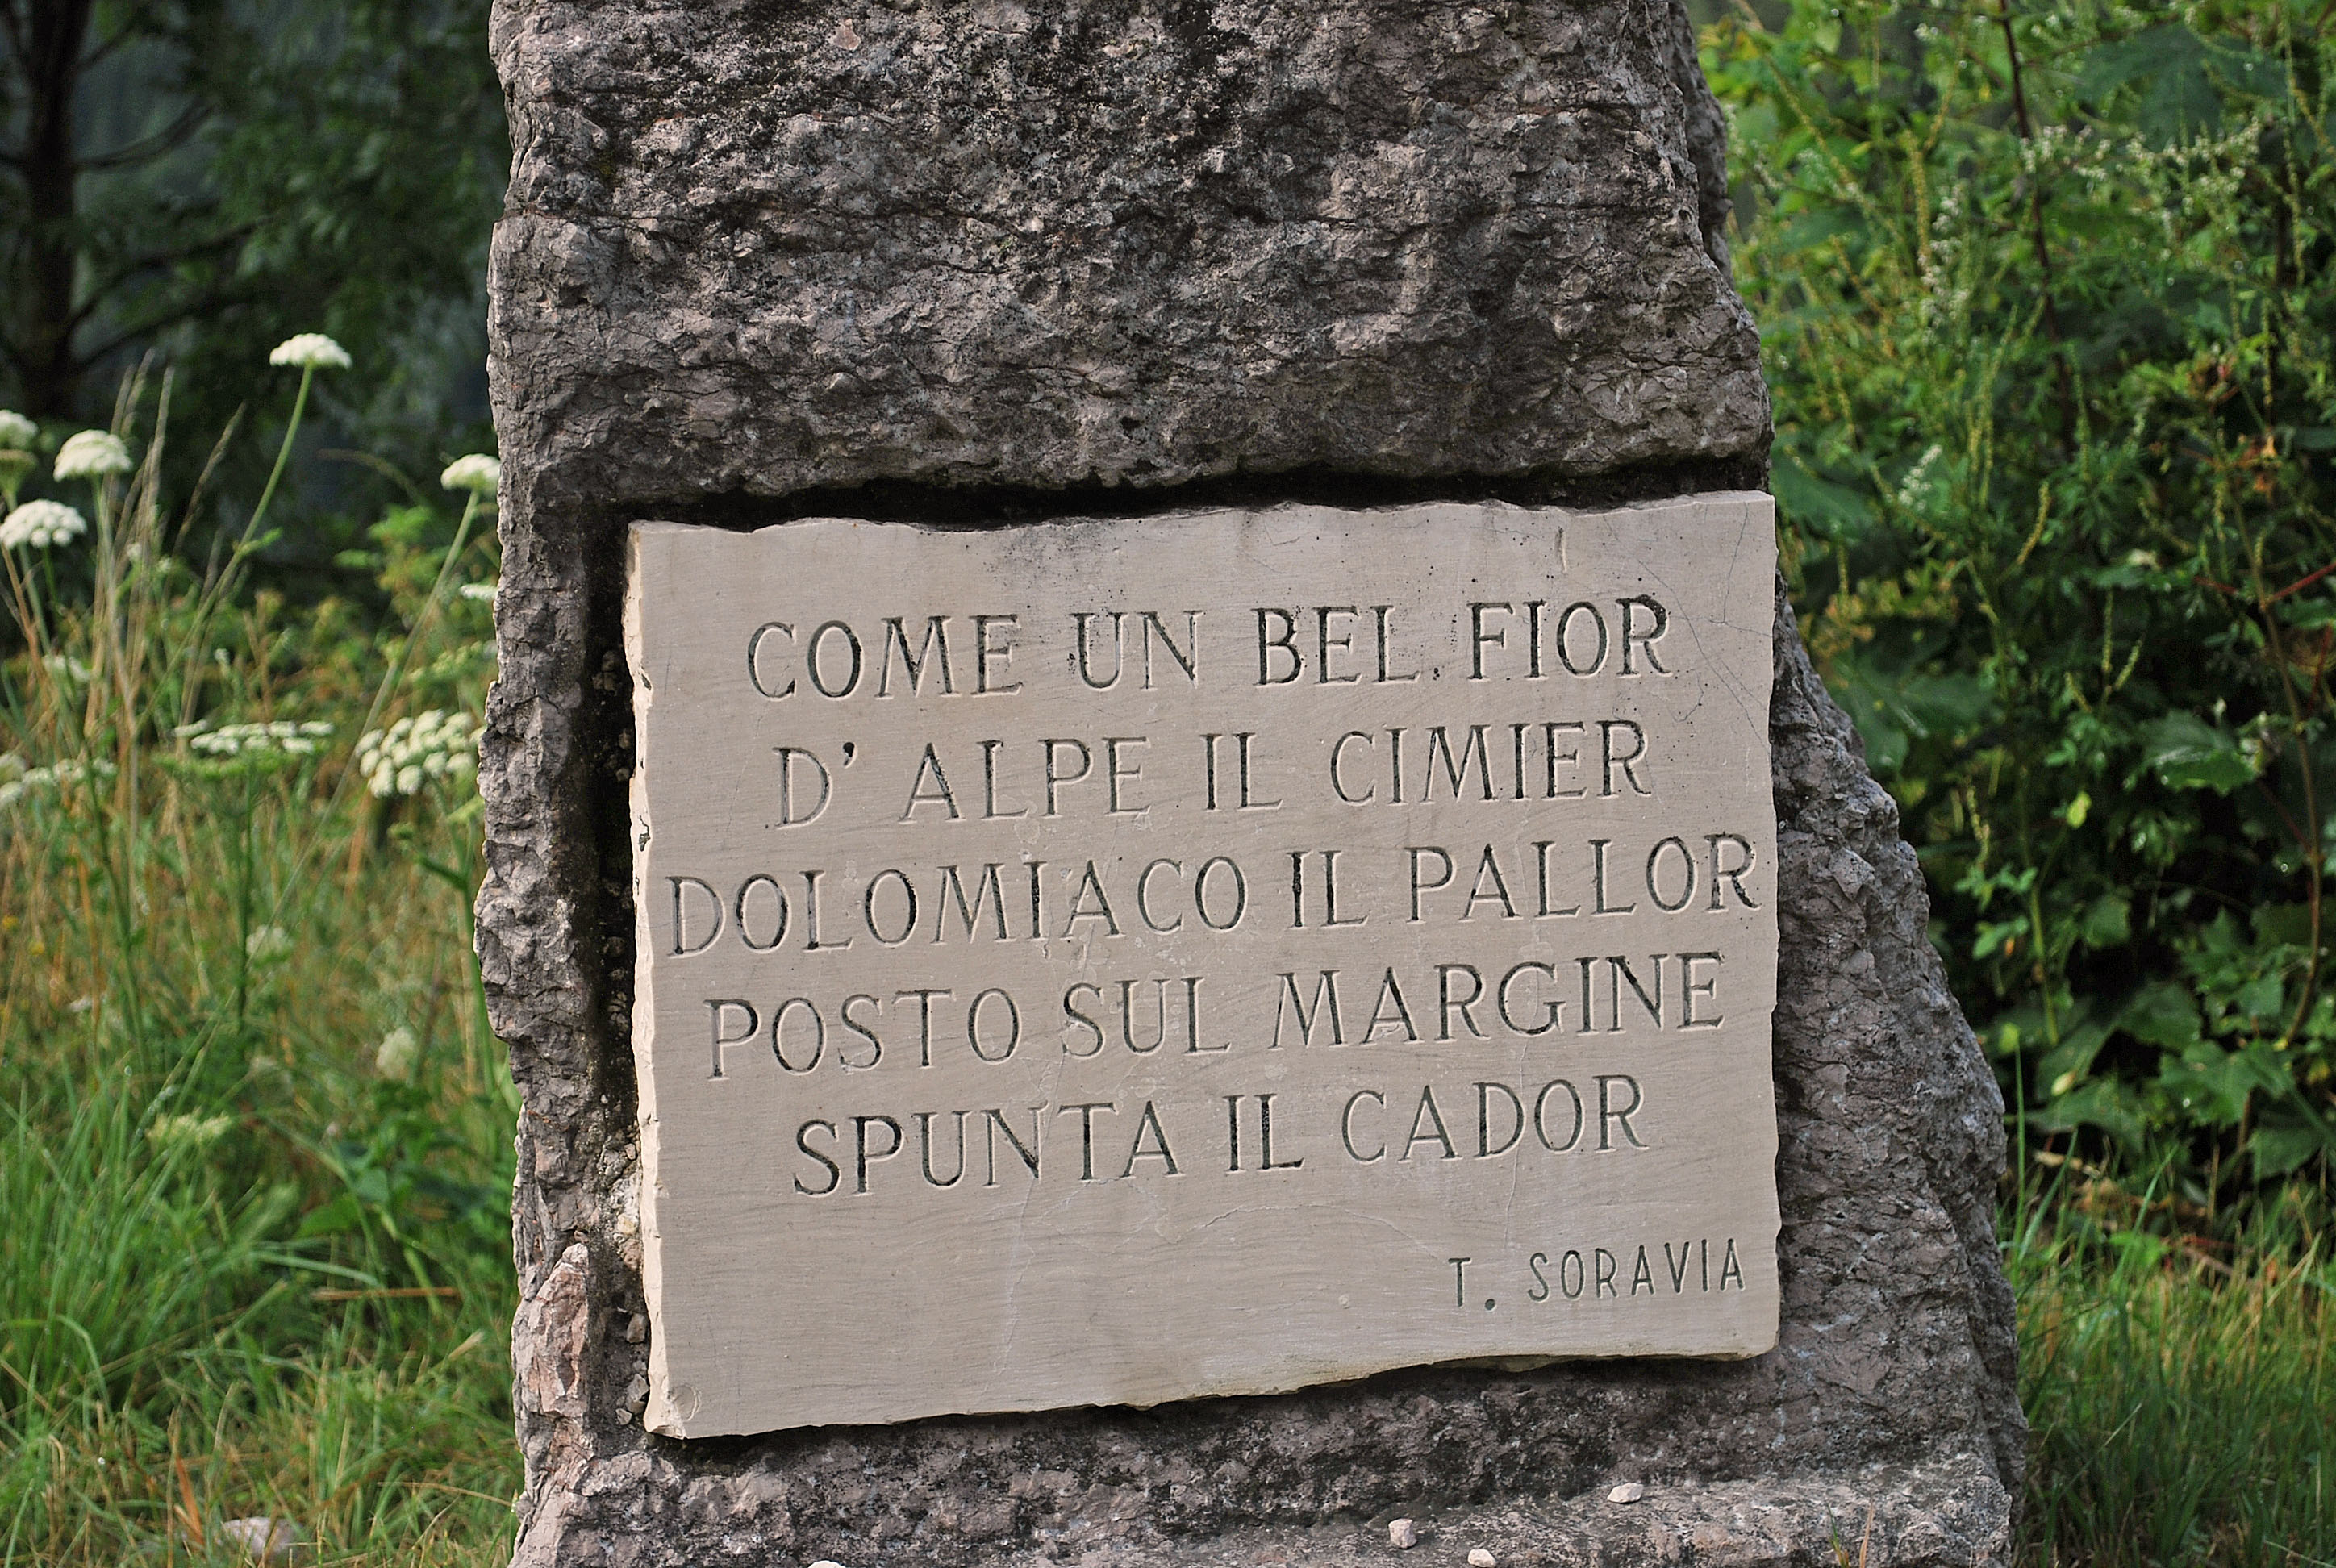 COME UN BEL FIOR
D' ALPE IL CIMIER
DOLOMIACO IL PALLOR
POSTO SUL MARGINE
SPUNTA IL CADOR
T. SORAVIA